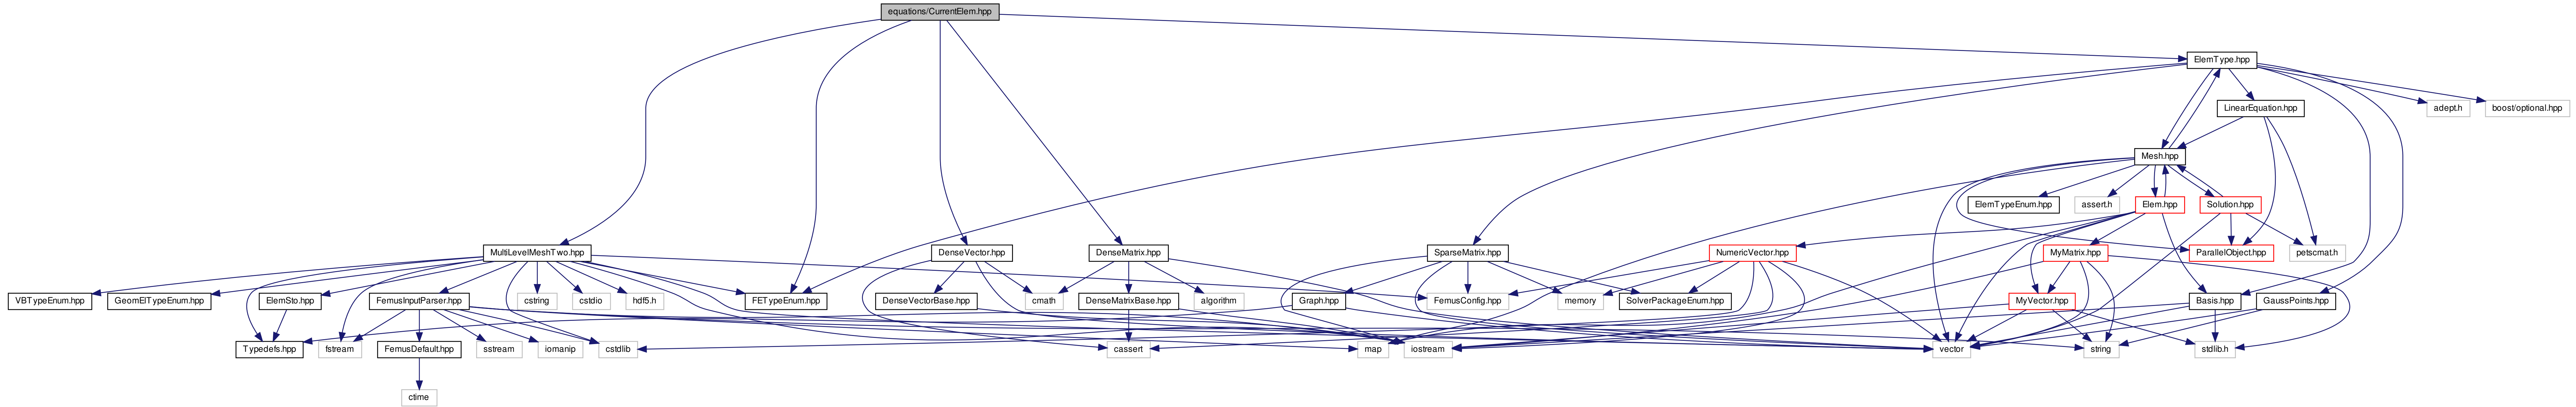 equations/CurrentElem.hpp
ElemType.hpp
LinearEquation.hpp
adept.h
boost/optional.hpp
Mesh.hpp
ElemTypeEnum.hpp
assert.h
Elem.hpp
Solution.hpp
MultiLevelMeshTwo.hpp
DenseVector.hpp
DenseMatrix.hpp
SparseMatrix.hpp
NumericVector.hpp
MyMatrix.hpp
ParallelObject.hpp
petscmat.h
VBTypeEnum.hpp
GeomElTypeEnum.hpp
ElemSto.hpp
FemusInputParser.hpp
cstring
cstdio
hdf5.h
FETypeEnum.hpp
DenseVectorBase.hpp
cmath
DenseMatrixBase.hpp
algorithm
Graph.hpp
FemusConfig.hpp
memory
SolverPackageEnum.hpp
MyVector.hpp
Basis.hpp
GaussPoints.hpp
Typedefs.hpp
fstream
FemusDefault.hpp
sstream
iomanip
cstdlib
cassert
map
iostream
vector
string
stdlib.h
ctime